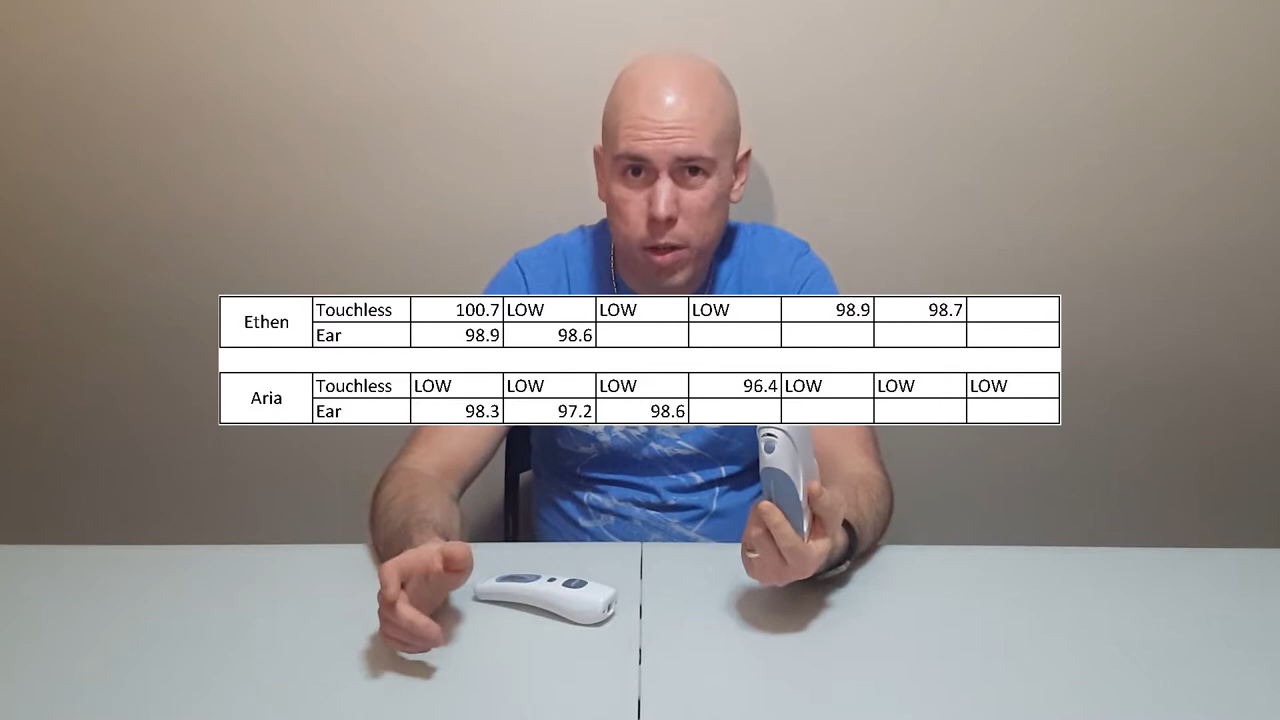 Ethen
Touchless 100.7 LOW LOW LOW 98.9 98.7
Ear 98.9 98.6
Aria
Touchless LOW LOW LOW 96.4 LOW LOW LOW
Ear 98.3 97.2 98.6